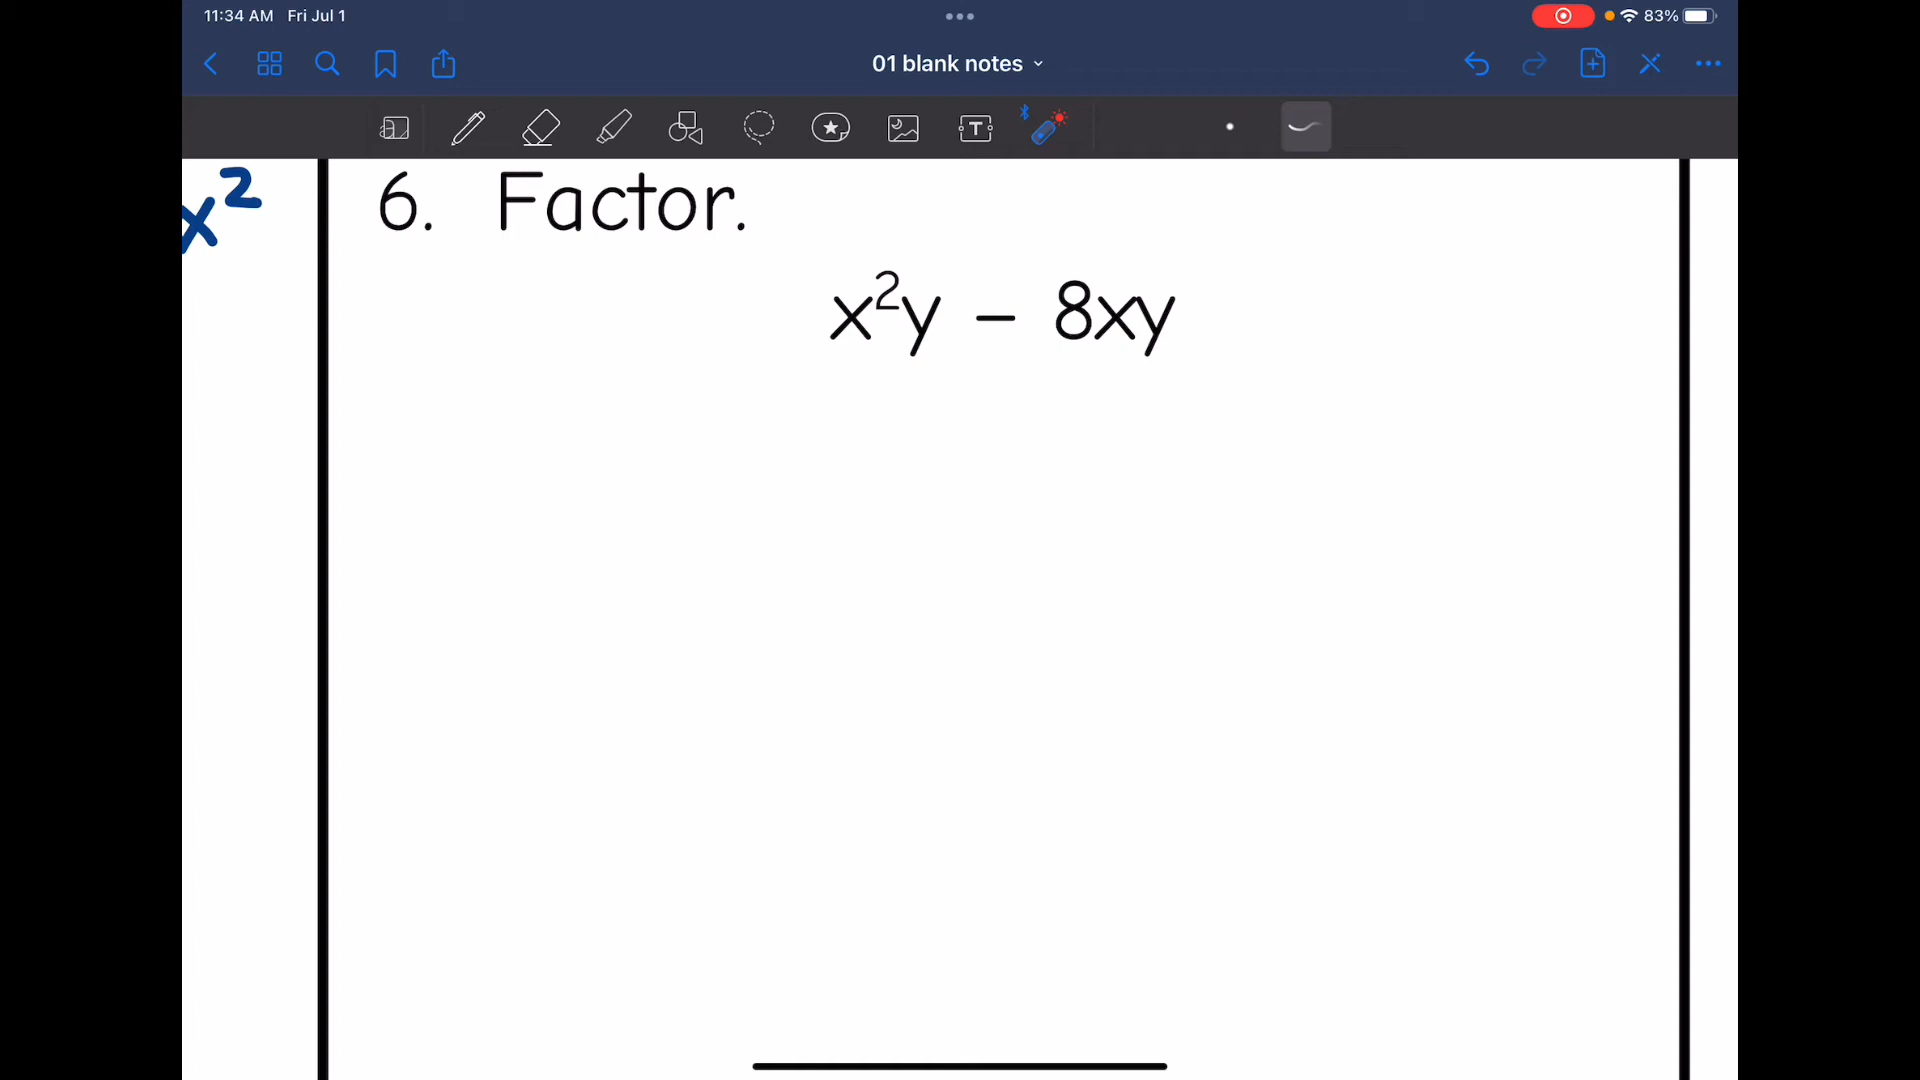 11:34 AM Fri Jul 1
83%
01 blank notes
T
x²
6. Factor.
x²y – 8xy